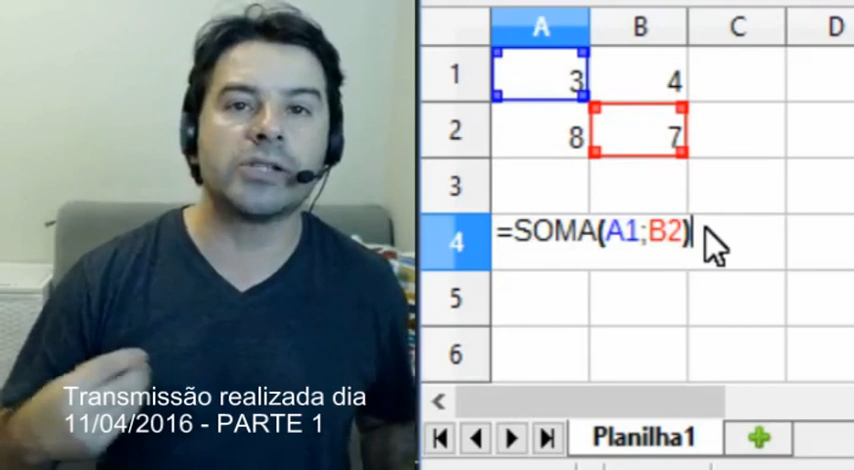 A B C D
1 3 4
2 8 7
3
4 =SOMA(A1;B2)
5
6
Planilha1
Transmissão realizada dia
11/04/2016 - PARTE 1